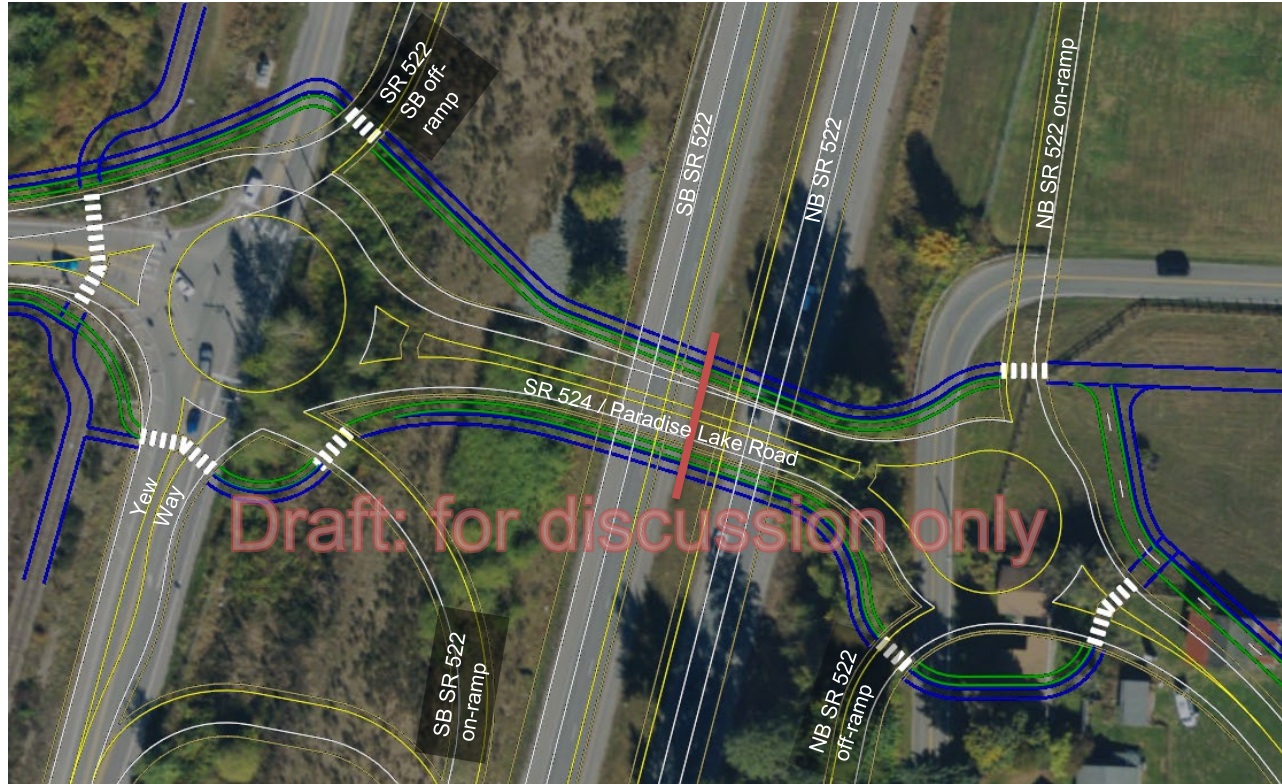 SR 522
SB off-
ramp
SB SR 522
NB SR 522
NB SR 522 on-ramp
SR 524 / Paradise Lake Road
Yew
Way
Draft: for discussion only
SB SR 522
on-ramp
NB SR 522
off-ramp